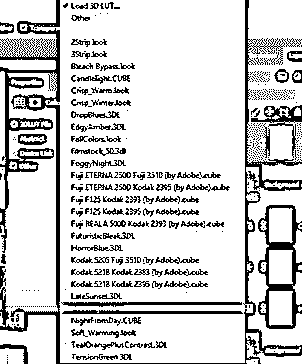 ✓ Load 3D LUT...
Other
2Strip.look
3Strip.look
Bleach Bypass.look
Candlelight.CUBE
Crisp_Warm.look
Crisp_Winter.look
DropBlues.3DL
EdgyAmber.3DL
FallColors.look
filmstock_50.3dl
FoggyNight.3DL
Fuji ETERNA 250D Fuji 3510 (by Adobe).cube
Fuji ETERNA 250D Kodak 2395 (by Adobe).cube
Fuji F125 Kodak 2393 (by Adobe).cube
Fuji F125 Kodak 2395 (by Adobe).cube
Fuji REALA 500D Kodak 2393 (by Adobe).cube
FuturisticBleak.3DL
HorrorBlue.3DL
Kodak 5205 Fuji 3510 (by Adobe).cube
Kodak 5218 Kodak 2383 (by Adobe).cube
Kodak 5218 Kodak 2395 (by Adobe).cube
LateSunset.3DL
NightFromDay.CUBE
Soft_Warming.look
TealOrangePlusContrast.3DL
TensionGreen.3DL